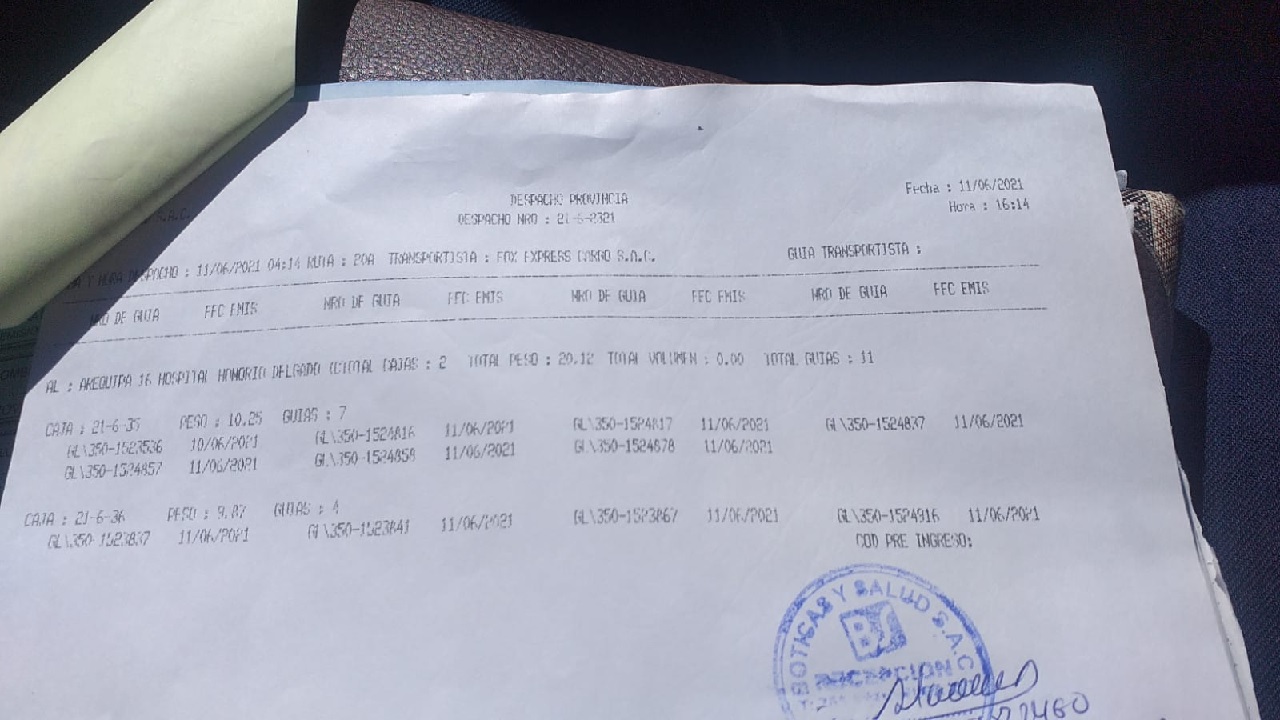 S.A.C.
DESPACHO PROVINCIA
DESPACHO NRO : 21-6-2321
Fecha : 11/06/2021
Hora : 16:14
Y HORA DESPACHO : 11/06/2021 04:14 RUTA : 20A TRANSPORTISTA : FOX EXPRESS CARGO S.A.C. GUIA TRANSPORTISTA :
NRO DE GUIA FEC EMIS NRO DE GUIA FEC EMIS NRO DE GUIA FEC EMIS NRO DE GUIA FEC EMIS
AL : AREQUIPA 16 HOSPITAL HONORIO DELGADO TOTAL CAJAS : 2 TOTAL PESO : 20.12 TOTAL VOLUMEN : 0.00 TOTAL GUIAS : 11
CAJA : 21-6-35 PESO : 10.25 GUIAS : 7
GL\350-1523536 10/06/2021 GL\350-1524816 11/06/2021 GL\350-1524817 11/06/2021 GL\350-1524837 11/06/2021
GL\350-1524857 11/06/2021 GL\350-1524858 11/06/2021 GL\350-1524878 11/06/2021
CAJA : 21-6-36 PESO : 9.87 GUIAS : 4
GL\350-1523837 11/06/2021 GL\350-1523841 11/06/2021 GL\350-1523867 11/06/2021 GL\350-1524916 11/06/2021
COD PRE INGRESO:
BOTICAS Y SALUD S.A.C.
BS